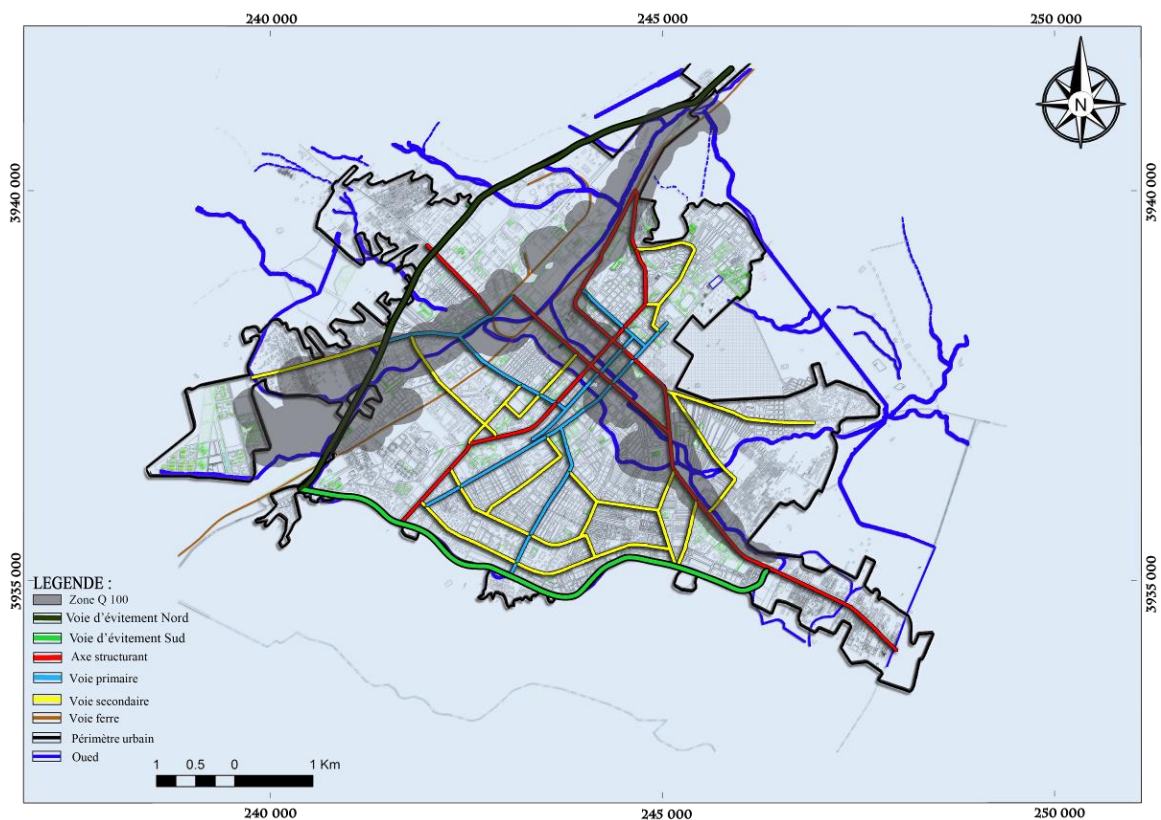 240 000
245 000
250 000
N
3940 000
3940 000
3935 000
3935 000
LEGENDE :
Zone Q 100
Voie d'évitement Nord
Voie d'évitement Sud
Axe structurant
Voie primaire
Voie secondaire
Voie ferre
Périmètre urbain
Oued
1 0.5 0 1 Km
240 000
245 000
250 000